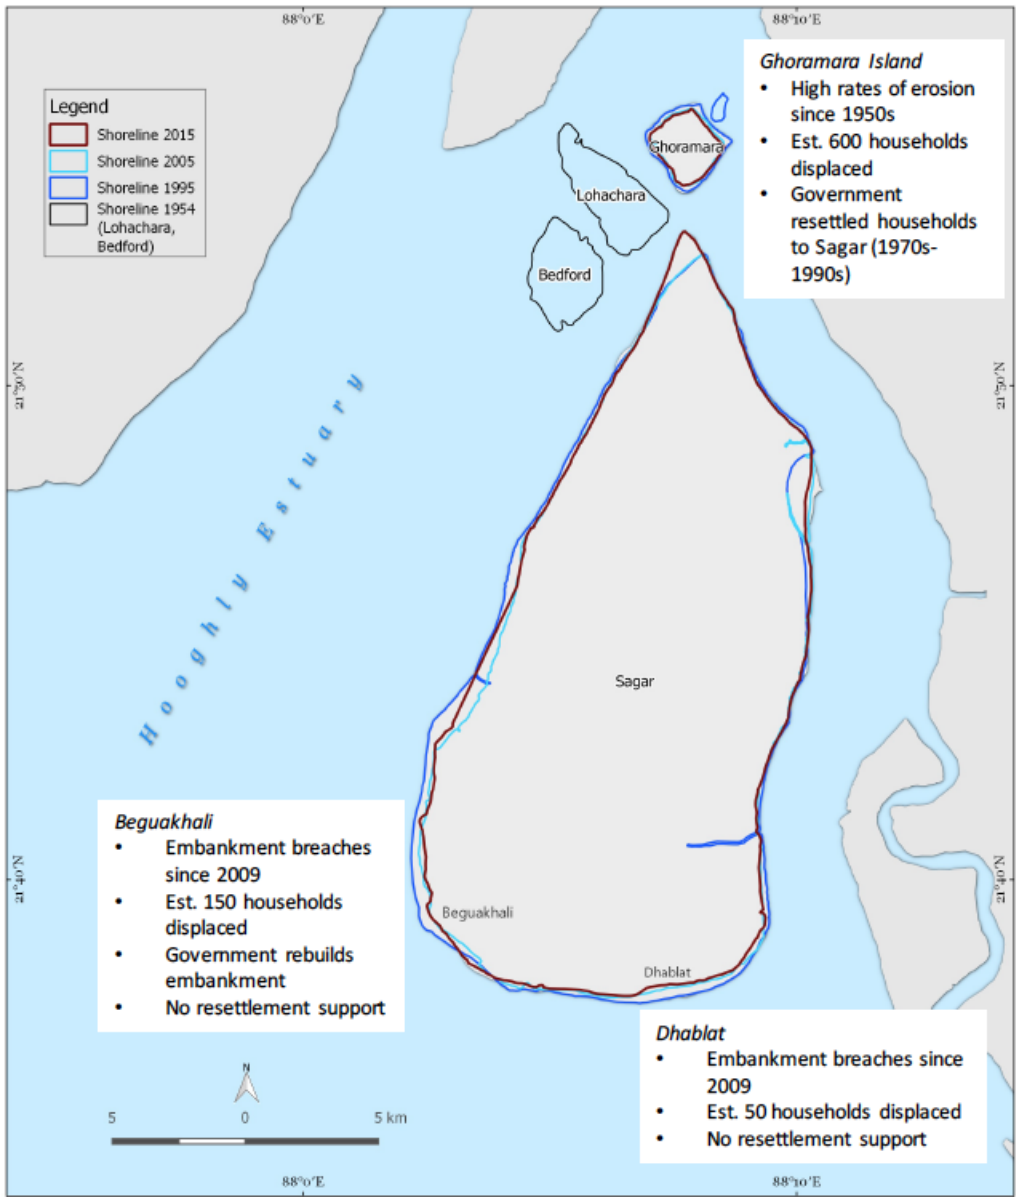 88°0'E
88°10'E
Legend
Shoreline 2015
Shoreline 2005
Shoreline 1995
Shoreline 1954
(Lohachara,
Bedford)
Ghoramara Island
• High rates of erosion
since 1950s
• Est. 600 households
displaced
• Government
resettled households
to Sagar (1970s-
1990s)
Ghoramara
Lohachara
Bedford
21°50'N
21°50'N
Hooghly Estuary
Sagar
Beguakhali
• Embankment breaches
since 2009
• Est. 150 households
displaced
• Government rebuilds
embankment
• No resettlement support
21°40'N
21°40'N
Beguakhali
Dhablat
Dhablat
• Embankment breaches since
2009
• Est. 50 households displaced
• No resettlement support
N
5 0 5 km
88°0'E
88°10'E